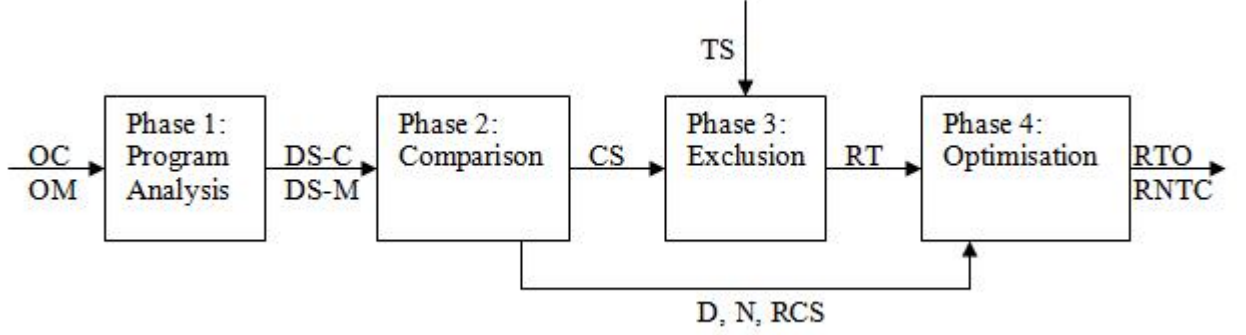 TS
Phase 1:
Program
Analysis
Phase 2:
Comparison
Phase 3:
Exclusion
Phase 4:
Optimisation
OC
OM
DS-C
DS-M
CS
RT
RTO
RNTC
D, N, RCS